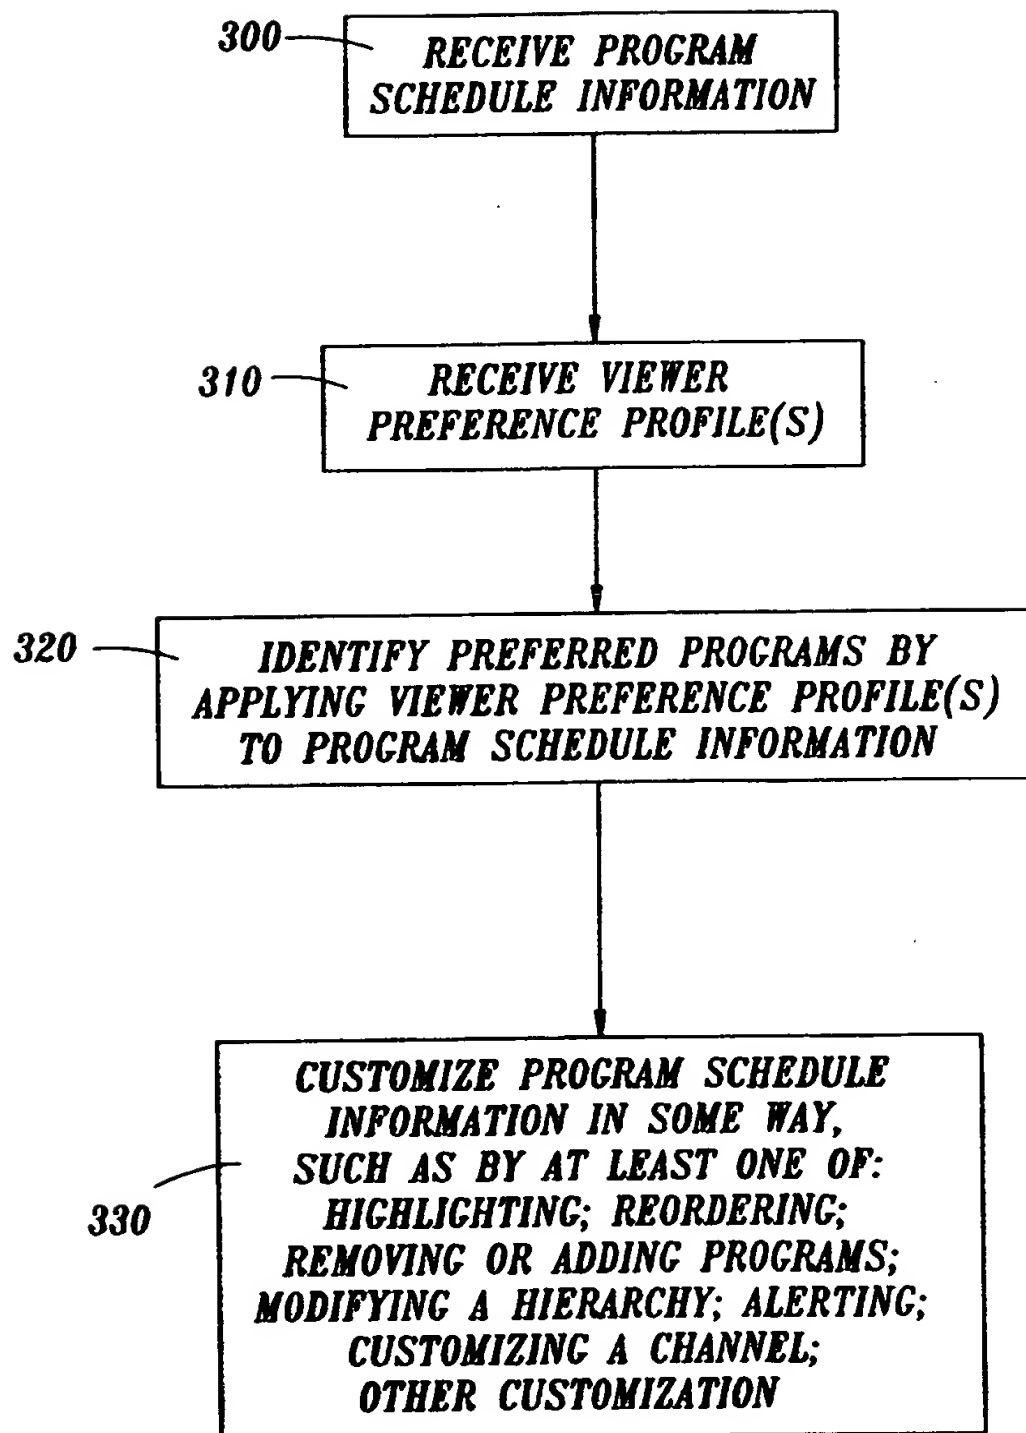 300
RECEIVE PROGRAM
SCHEDULE INFORMATION
310
RECEIVE VIEWER
PREFERENCE PROFILE(S)
320
IDENTIFY PREFERRED PROGRAMS BY
APPLYING VIEWER PREFERENCE PROFILE(S)
TO PROGRAM SCHEDULE INFORMATION
330
CUSTOMIZE PROGRAM SCHEDULE
INFORMATION IN SOME WAY,
SUCH AS BY AT LEAST ONE OF:
HIGHLIGHTING; REORDERING;
REMOVING OR ADDING PROGRAMS;
MODIFYING A HIERARCHY; ALERTING;
CUSTOMIZING A CHANNEL;
OTHER CUSTOMIZATION